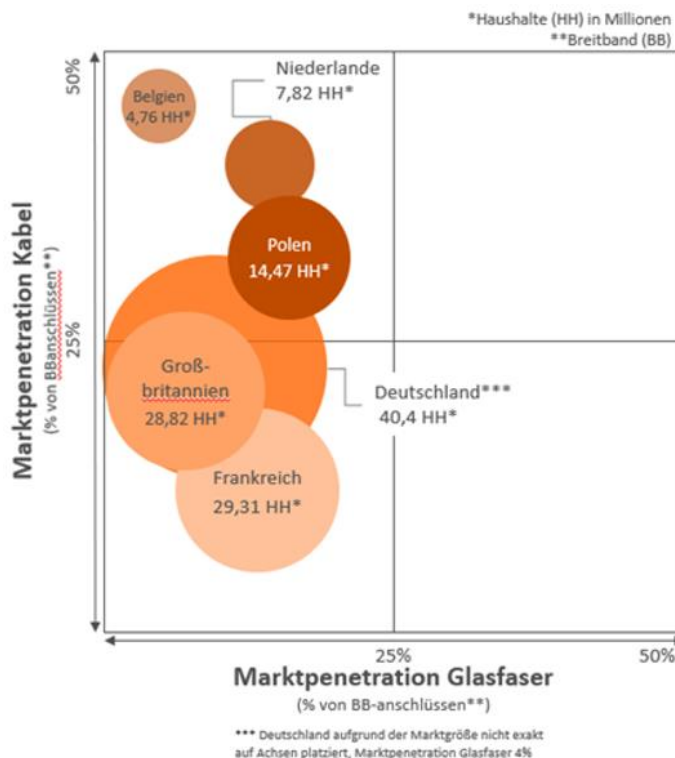 *Haushalte (HH) in Millionen
**Breitband (BB)
50%
Niederlande
7,82 HH*
Belgien
4,76 HH*
Polen
14,47 HH*
Marktpenetration Kabel
(% von BBanschlüssen**)
25%
Groß-
britannien
28,82 HH*
Deutschland***
40,4 HH*
Frankreich
29,31 HH*
25%
50%
Marktpenetration Glasfaser
(% von BB-anschlüssen**)
*** Deutschland aufgrund der Marktgröße nicht exakt
auf Achsen platziert, Marktpenetration Glasfaser 4%